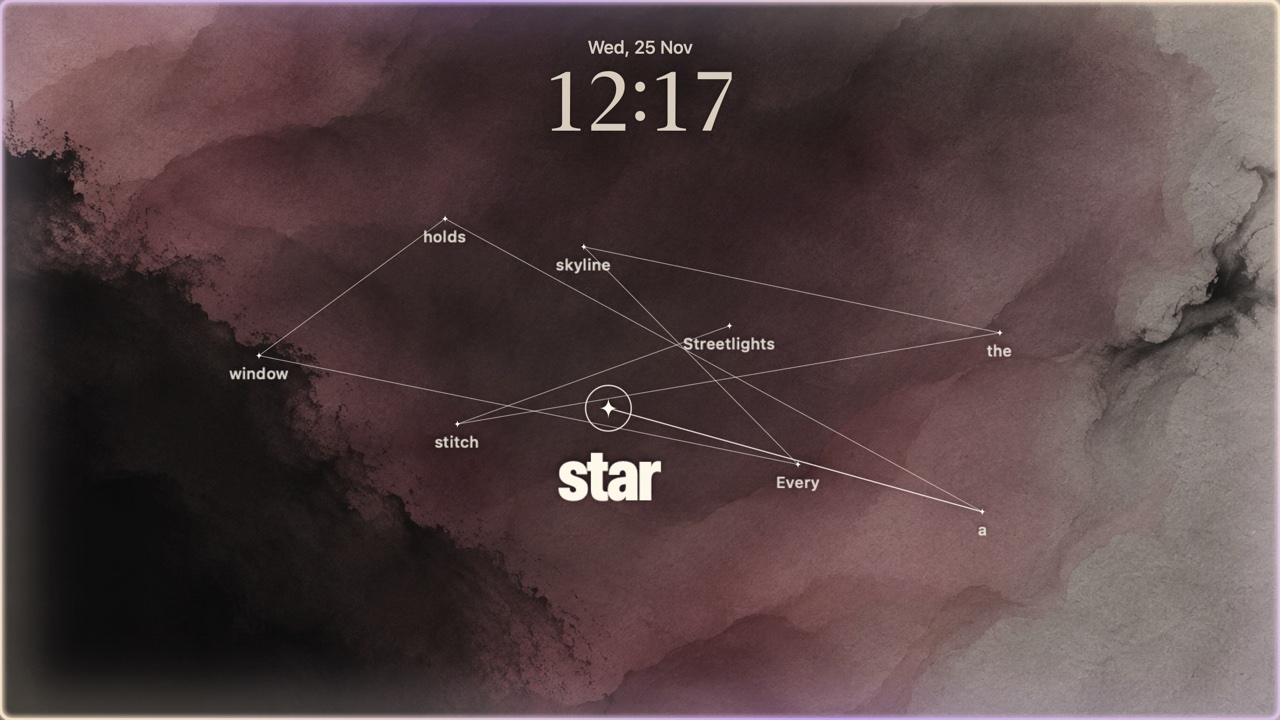 Wed, 25 Nov
12:17
Streetlights
stitch
the
skyline
Every
window
holds
a
star